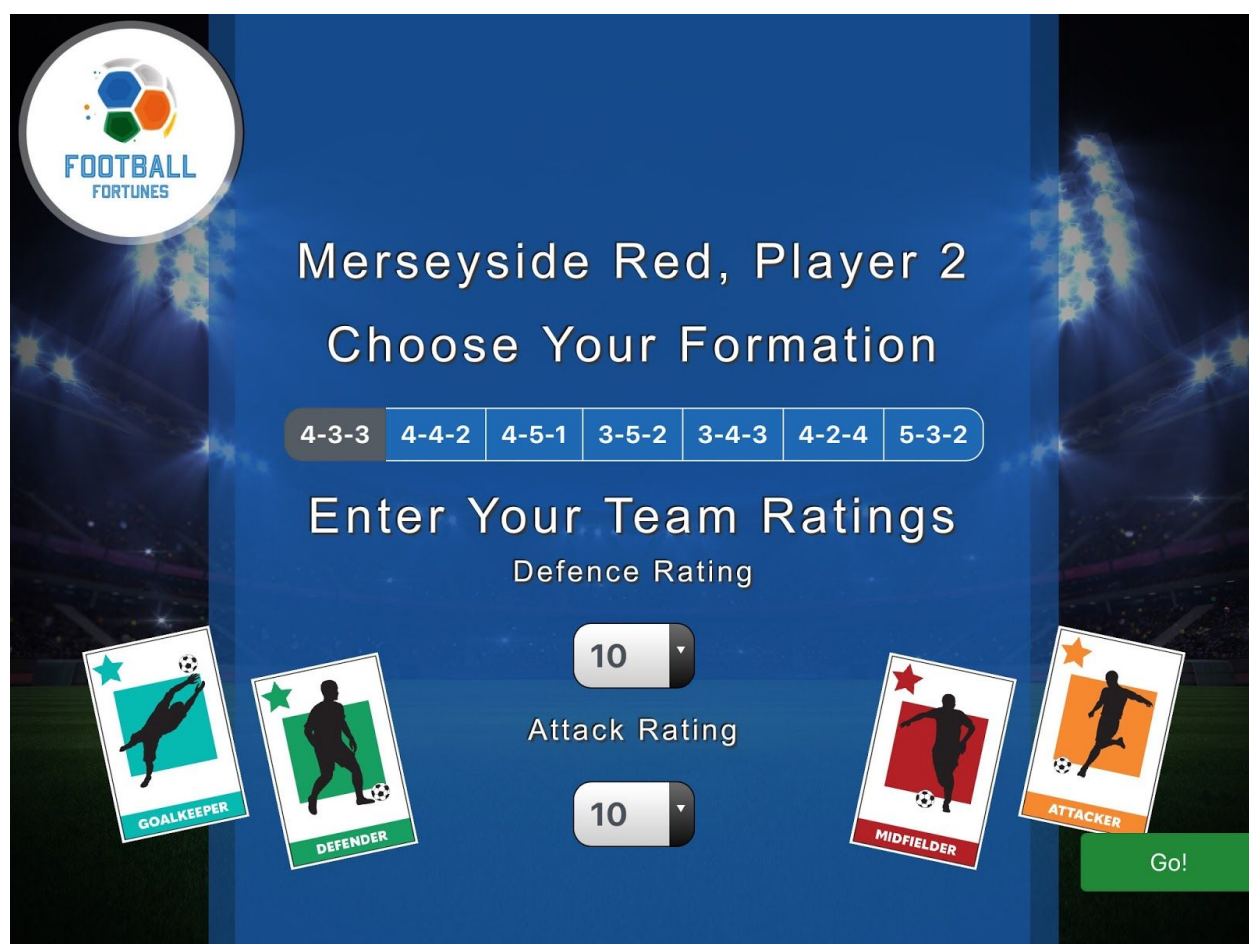 FOOTBALL
FORTUNES
Merseyside Red, Player 2
Choose Your Formation
4-3-3 4-4-2 4-5-1 3-5-2 3-4-3 4-2-4 5-3-2
Enter Your Team Ratings
Defence Rating
10
Attack Rating
10
GOALKEEPER
DEFENDER
MIDFIELDER
ATTACKER
Go!